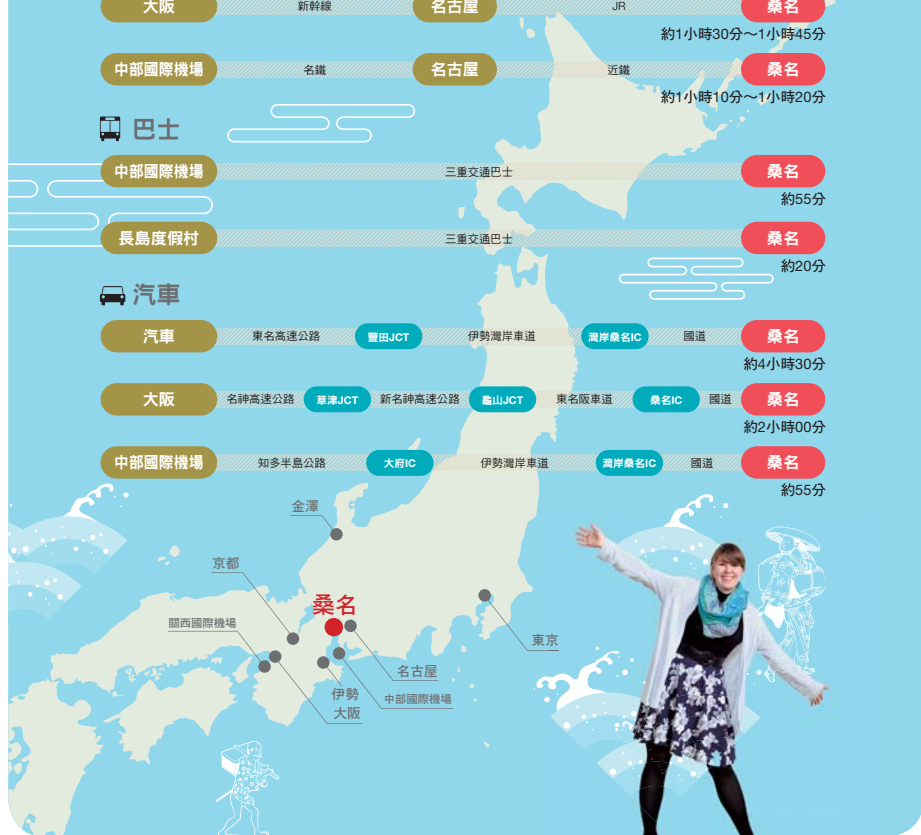 大阪 新幹線 名古屋 JR 桑名
約1小時30分～1小時45分
中部國際機場 名鐵 名古屋 近鐵 桑名
約1小時10分～1小時20分
巴士
中部國際機場 三重交通巴士 桑名
約55分
長島度假村 三重交通巴士 桑名
約20分
汽車
汽車 東名高速公路 豐田JCT 伊勢灣岸車道 灣岸桑名IC 國道 桑名
約4小時30分
大阪 名神高速公路 草津JCT 新名神高速公路 龜山JCT 東名阪車道 桑名IC 國道 桑名
約2小時00分
中部國際機場 知多半島公路 大府IC 伊勢灣岸車道 灣岸桑名IC 國道 桑名
約55分
金澤
京都
桑名
關西國際機場
東京
名古屋
伊勢
中部國際機場
大阪